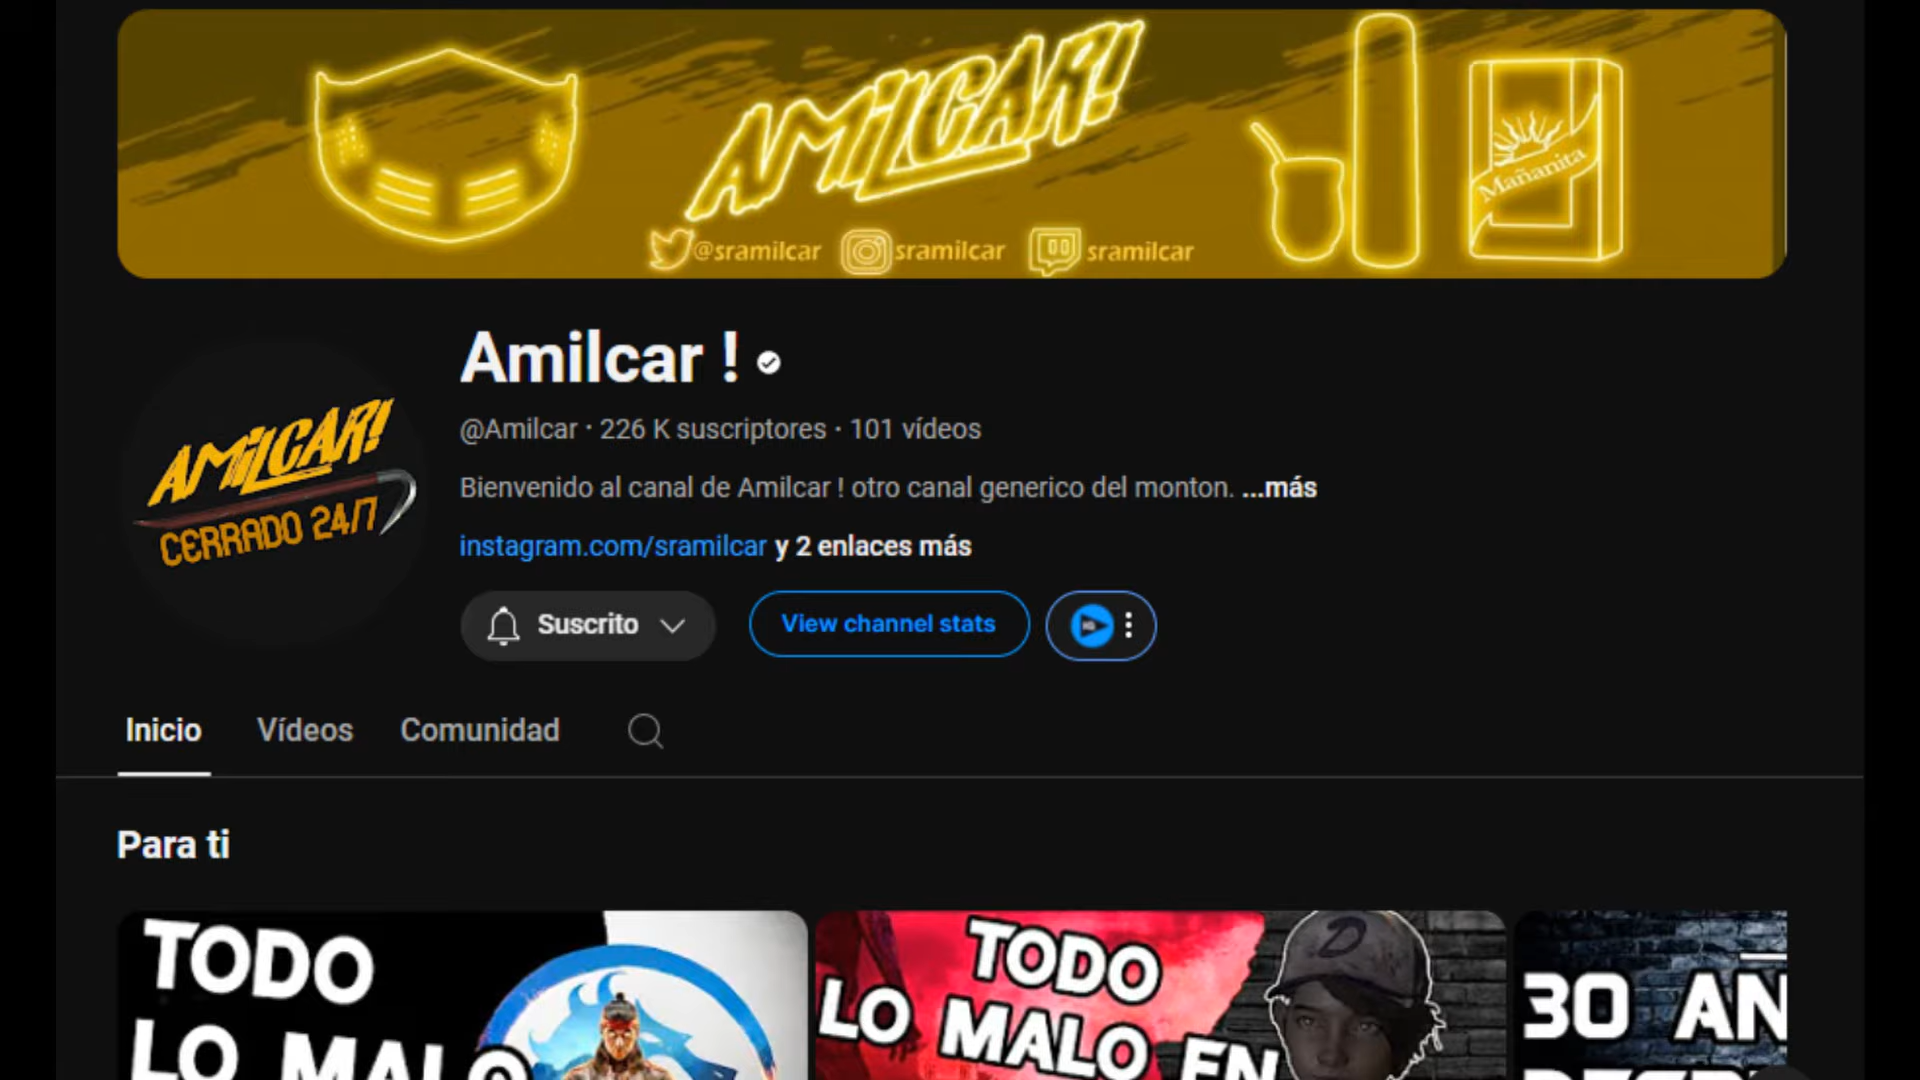 AMILCAR!
@sramilcar sramilcar sramilcar
Mañanita
AMILCAR!
CERRADO 24/7
Amilcar !
@Amilcar · 226 K suscriptores · 101 vídeos
Bienvenido al canal de Amilcar ! otro canal generico del monton. ...más
instagram.com/sramilcar y 2 enlaces más
Suscrito
View channel stats
Inicio Vídeos Comunidad
Para ti
TODO
LO MALO
TODO
LO MALO EN
D
30 AN